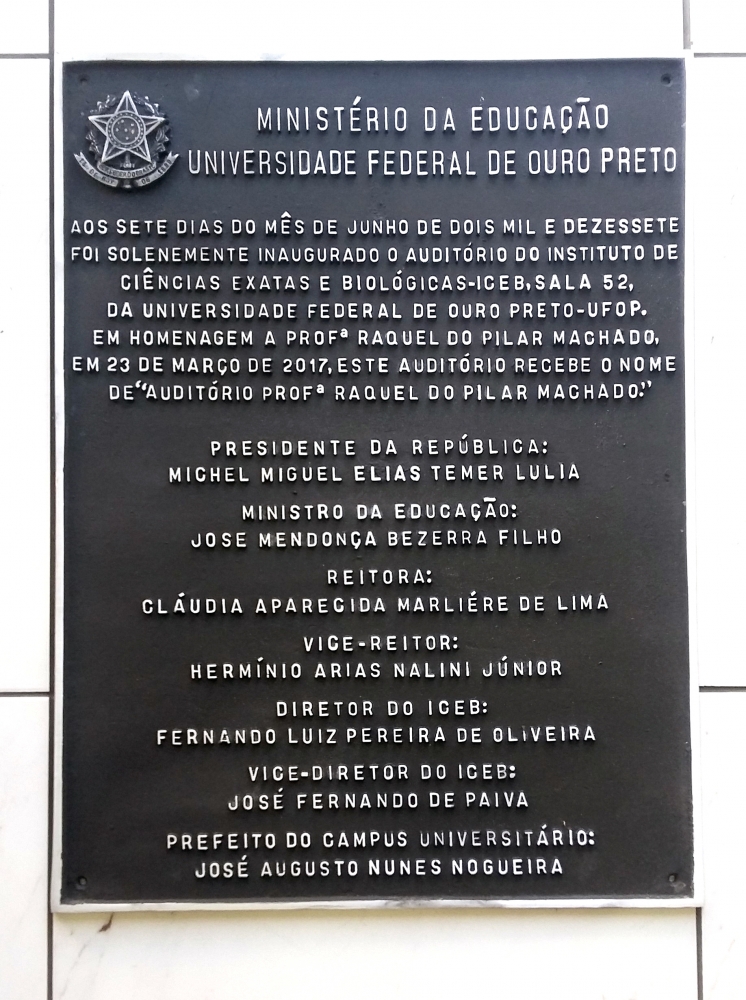 MINISTÉRIO DA EDUCAÇÃO
UNIVERSIDADE FEDERAL DE OURO PRETO
AOS SETE DIAS DO MÊS DE JUNHO DE DOIS MIL E DEZESSETE
FOI SOLENEMENTE INAUGURADO O AUDITÓRIO DO INSTITUTO DE
CIÊNCIAS EXATAS E BIOLÓGICAS-ICEB, SALA 52,
DA UNIVERSIDADE FEDERAL DE OURO PRETO-UFOP.
EM HOMENAGEM A PROFª RAQUEL DO PILAR MACHADO,
EM 23 DE MARÇO DE 2017, ESTE AUDITÓRIO RECEBE O NOME
DE "AUDITÓRIO PROFª RAQUEL DO PILAR MACHADO."
PRESIDENTE DA REPÚBLICA:
MICHEL MIGUEL ELIAS TEMER LULIA
MINISTRO DA EDUCAÇÃO:
JOSE MENDONÇA BEZERRA FILHO
REITORA:
CLÁUDIA APARECIDA MARLIÉRE DE LIMA
VICE-REITOR:
HERMÍNIO ARIAS NALINI JÚNIOR
DIRETOR DO ICEB:
FERNANDO LUIZ PEREIRA DE OLIVEIRA
VICE-DIRETOR DO ICEB:
JOSÉ FERNANDO DE PAIVA
PREFEITO DO CAMPUS UNIVERSITÁRIO:
JOSÉ AUGUSTO NUNES NOGUEIRA